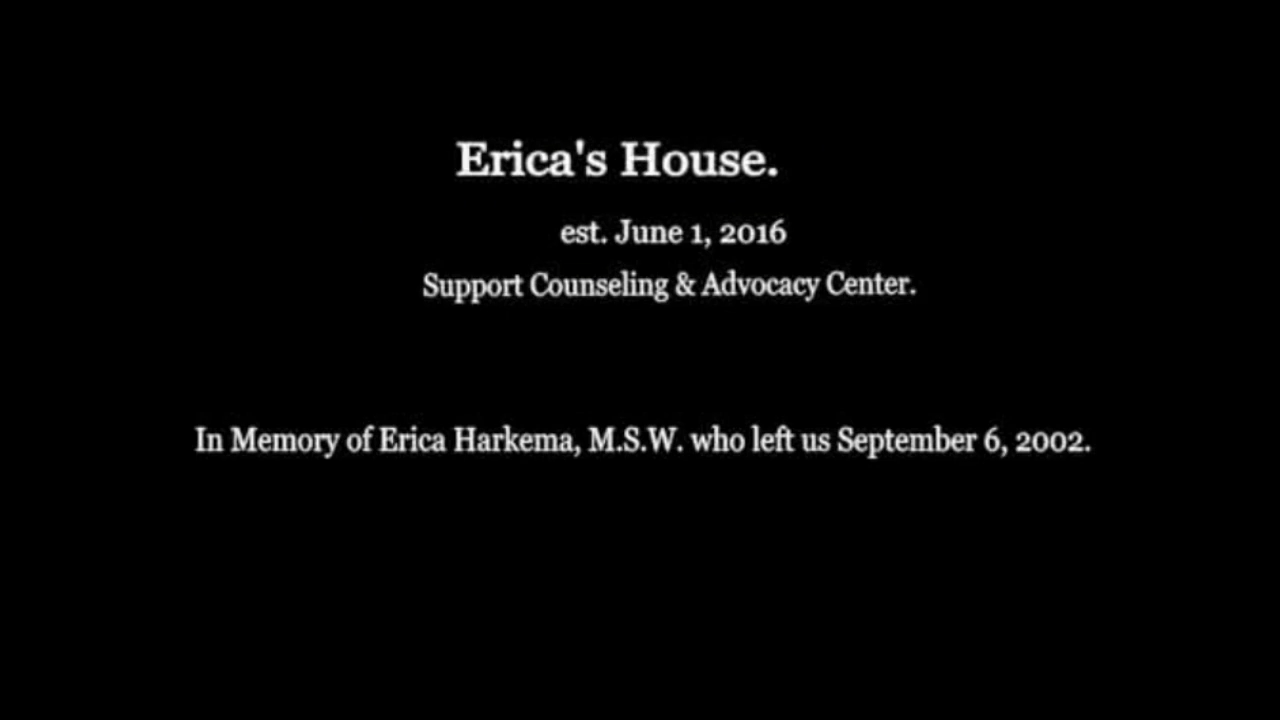 Erica's House.
est. June 1, 2016
Support Counseling & Advocacy Center.
In Memory of Erica Harkema, M.S.W. who left us September 6, 2002.